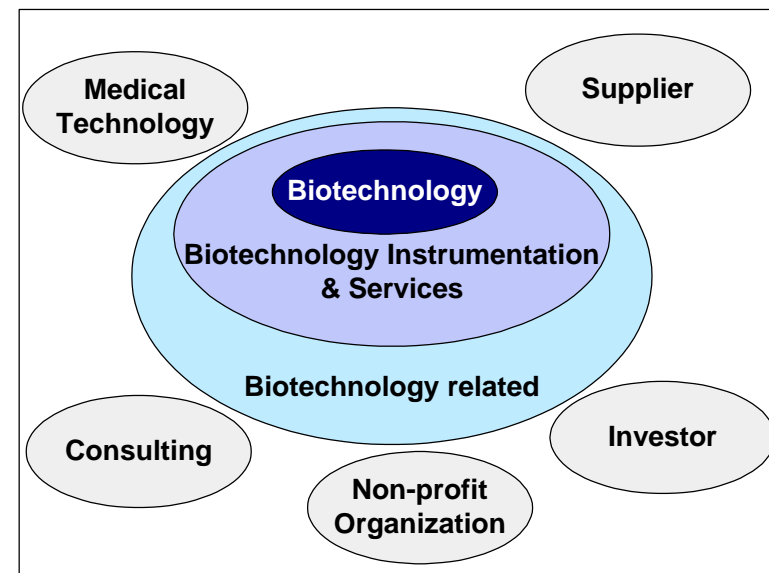 Medical
Technology
Supplier
Biotechnology
Biotechnology Instrumentation
& Services
Biotechnology related
Consulting
Investor
Non-profit
Organization